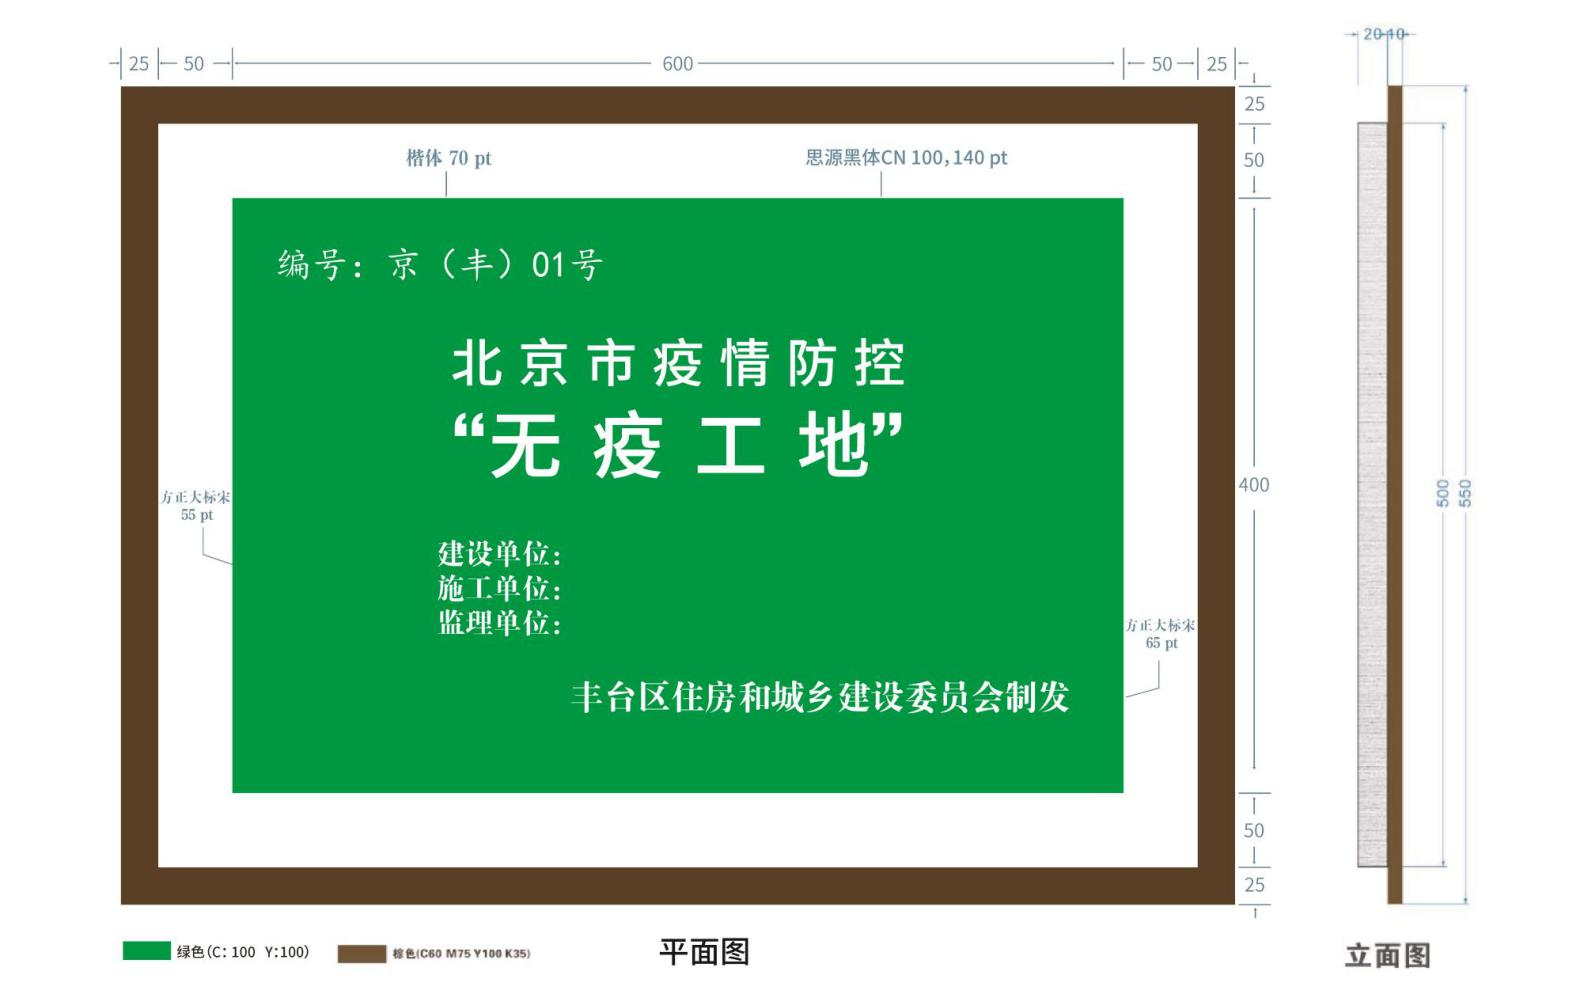 25 50 600 50 25
20 10
25
50
400
50
25
500
550
楷体 70 pt
思源黑体CN 100,140 pt
编号：京（丰）01号
北京市疫情防控
“无疫工地”
方正大标宋
55 pt
建设单位：
施工单位：
监理单位：
方正大标宋
65 pt
丰台区住房和城乡建设委员会制发
绿色(C: 100 Y:100)
棕色(C60 M75 Y100 K35)
平面图
立面图